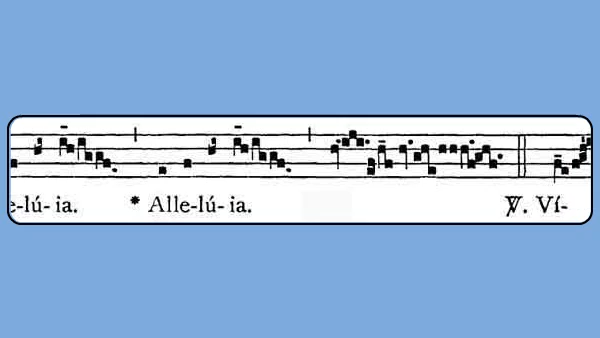 e-lú- ia. * Alle-lú- ia. ℣. Ví-